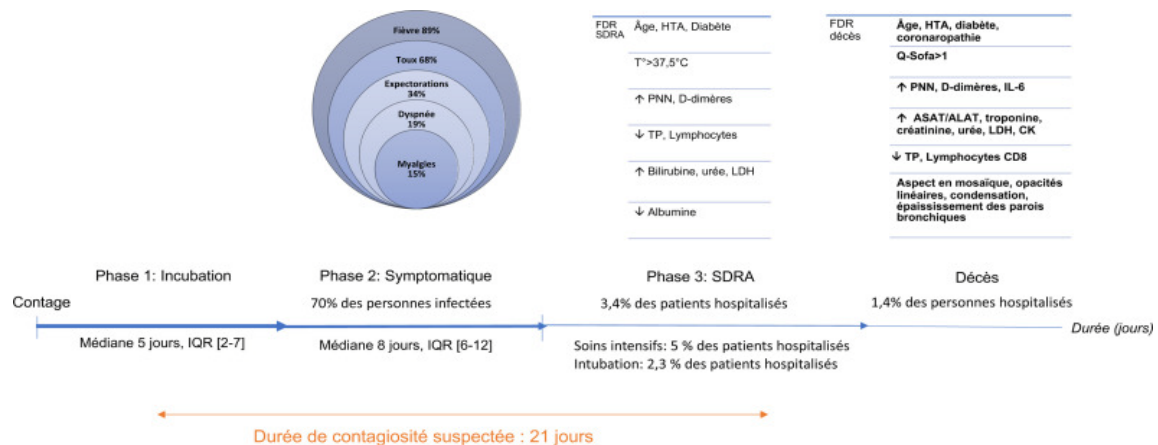 Fièvre 89%
Toux 68%
Expectorations
34%
Dyspnée
19%
Myalgies
15%
FDR
SDRA
Âge, HTA, Diabète
T°>37,5°C
↑ PNN, D-dimères
↓ TP, Lymphocytes
↑ Bilirubine, urée, LDH
↓ Albumine
FDR
décès
Âge, HTA, diabète,
coronaropathie
Q-Sofa>1
↑ PNN, D-dimères, IL-6
↑ ASAT/ALAT, troponine,
créatinine, urée, LDH, CK
↓ TP, Lymphocytes CD8
Aspect en mosaïque, opacités
linéaires, condensation,
épaississement des parois
bronchiques
Contage
Phase 1: Incubation
Médiane 5 jours, IQR [2-7]
Phase 2: Symptomatique
70% des personnes infectées
Médiane 8 jours, IQR [6-12]
Phase 3: SDRA
3,4% des patients hospitalisés
Soins intensifs: 5 % des patients hospitalisés
Intubation: 2,3 % des patients hospitalisés
Décès
1,4% des personnes hospitalisés
Durée (jours)
Durée de contagiosité suspectée : 21 jours